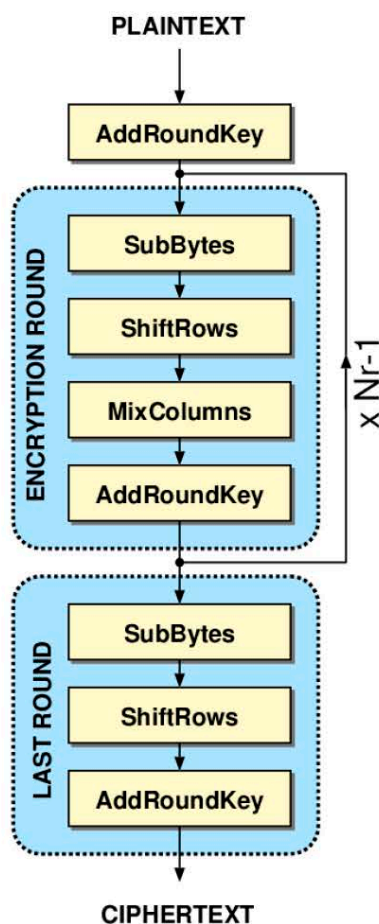 PLAINTEXT
AddRoundKey
ENCRYPTION ROUND
SubBytes
ShiftRows
MixColumns
AddRoundKey
x Nr-1
LAST ROUND
SubBytes
ShiftRows
AddRoundKey
CIPHERTEXT